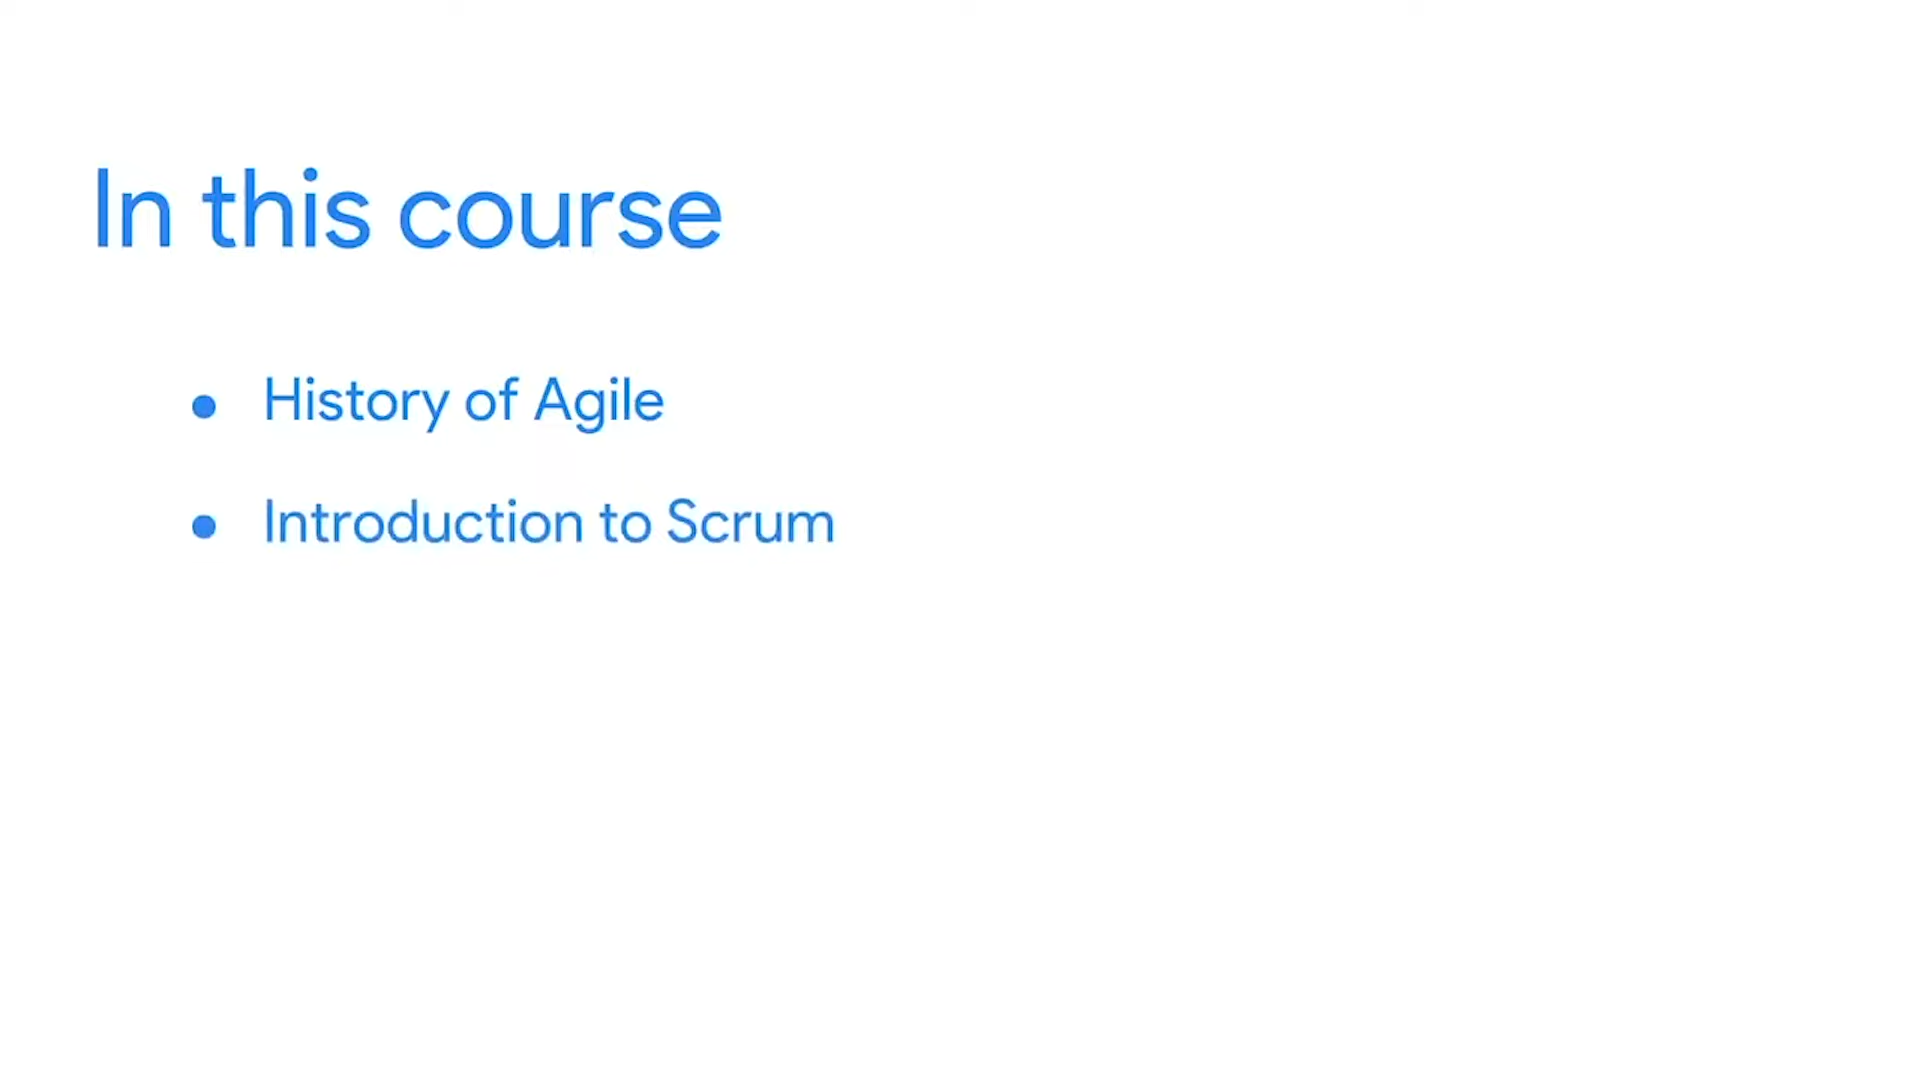 In this course
• History of Agile
• Introduction to Scrum